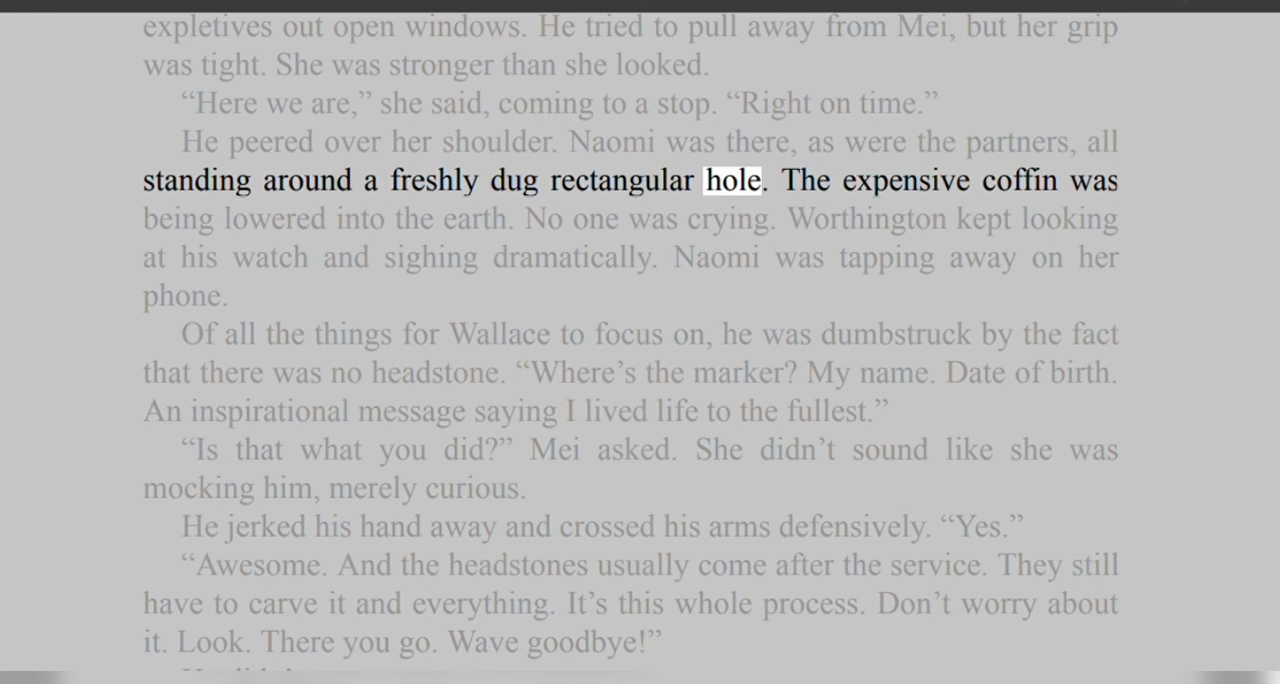 expletives out open windows. He tried to pull away from Mei, but her grip
was tight. She was stronger than she looked.
“Here we are,” she said, coming to a stop. “Right on time.”
He peered over her shoulder. Naomi was there, as were the partners, all
standing around a freshly dug rectangular hole. The expensive coffin was
being lowered into the earth. No one was crying. Worthington kept looking
at his watch and sighing dramatically. Naomi was tapping away on her
phone.
Of all the things for Wallace to focus on, he was dumbstruck by the fact
that there was no headstone. “Where’s the marker? My name. Date of birth.
An inspirational message saying I lived life to the fullest.”
“Is that what you did?” Mei asked. She didn’t sound like she was
mocking him, merely curious.
He jerked his hand away and crossed his arms defensively. “Yes.”
“Awesome. And the headstones usually come after the service. They still
have to carve it and everything. It’s this whole process. Don’t worry about
it. Look. There you go. Wave goodbye!”